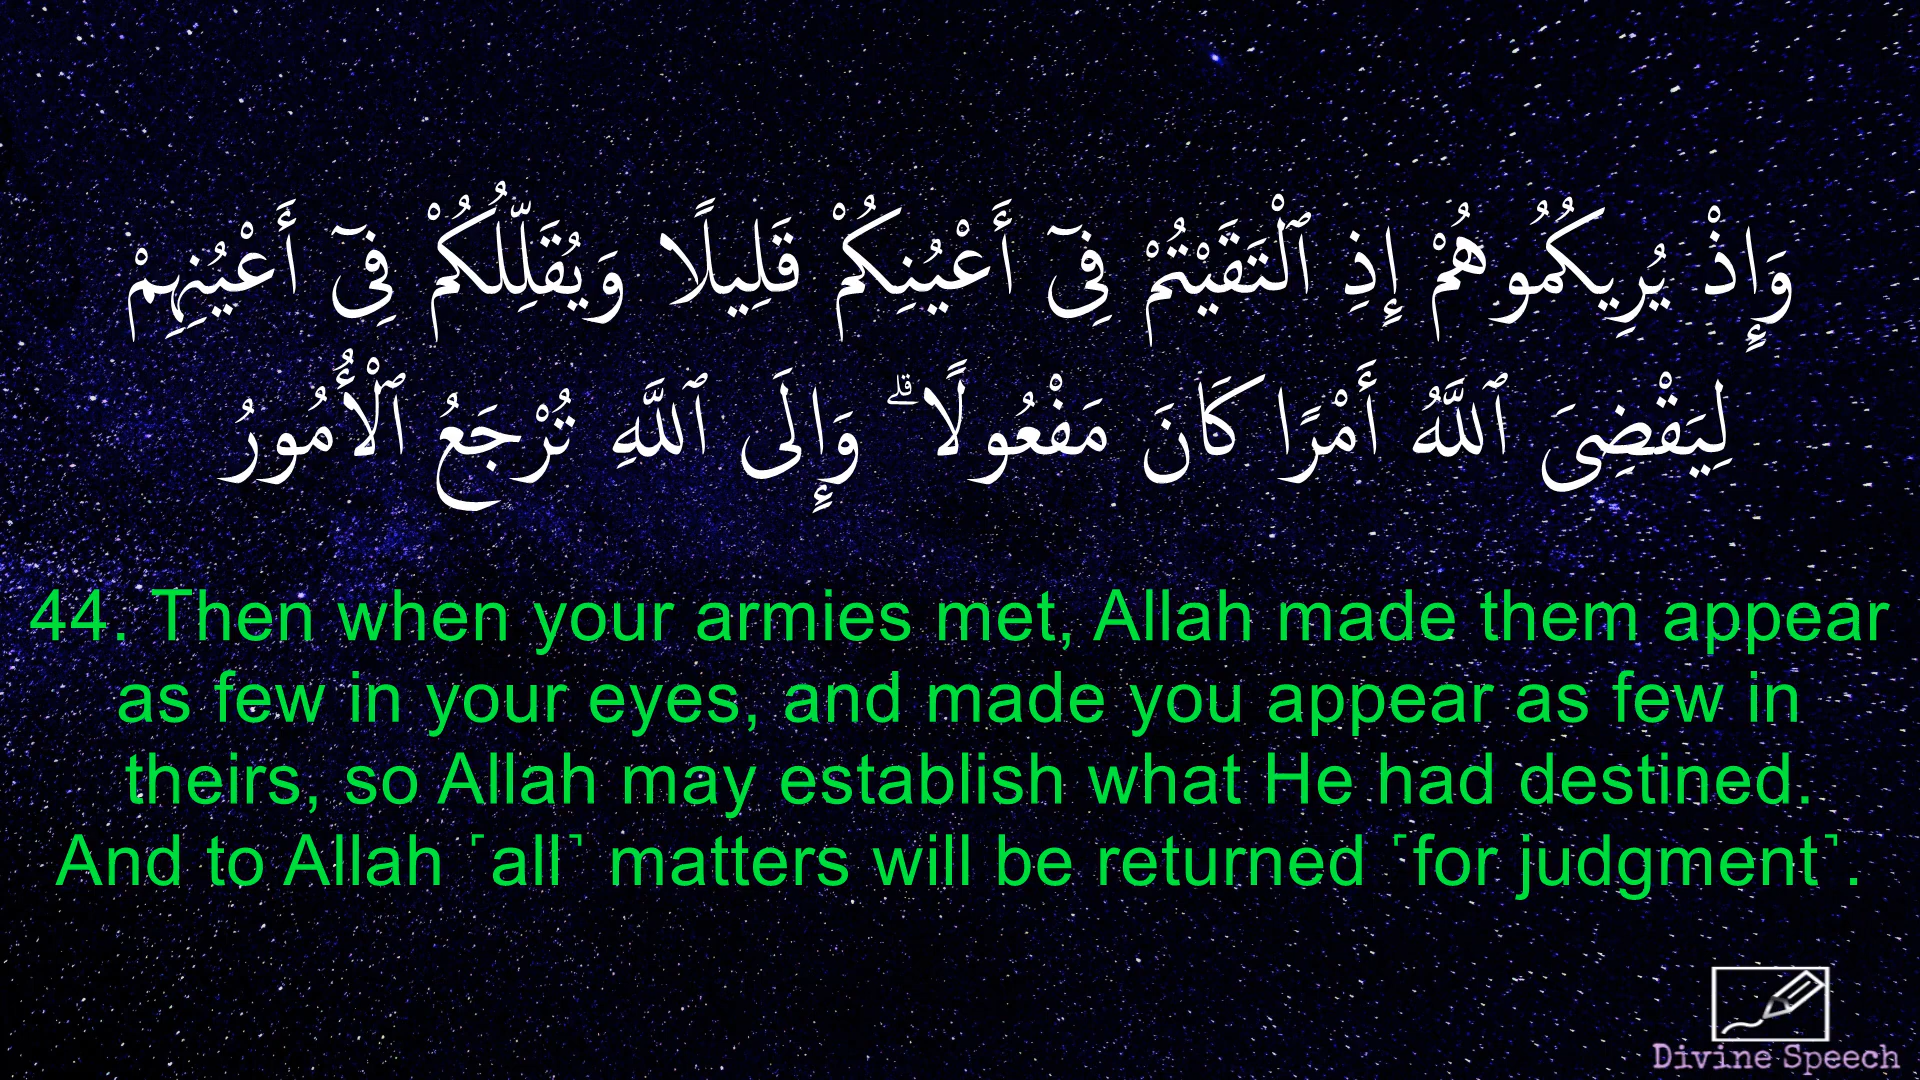 وَإِذْ يُرِيكُمُوهُمْ إِذِ ٱلْتَقَيْتُمْ فِىٓ أَعْيُنِكُمْ قَلِيلًا وَيُقَلِّلُكُمْ فِىٓ أَعْيُنِهِمْ
لِيَقْضِىَ ٱللَّهُ أَمْرًا كَانَ مَفْعُولًا ۗ وَإِلَى ٱللَّهِ تُرْجَعُ ٱلْأُمُورُ
44. Then when your armies met, Allah made them appear
as few in your eyes, and made you appear as few in
theirs, so Allah may establish what He had destined.
And to Allah ˹all˺ matters will be returned ˹for judgment˺.
Divine Speech